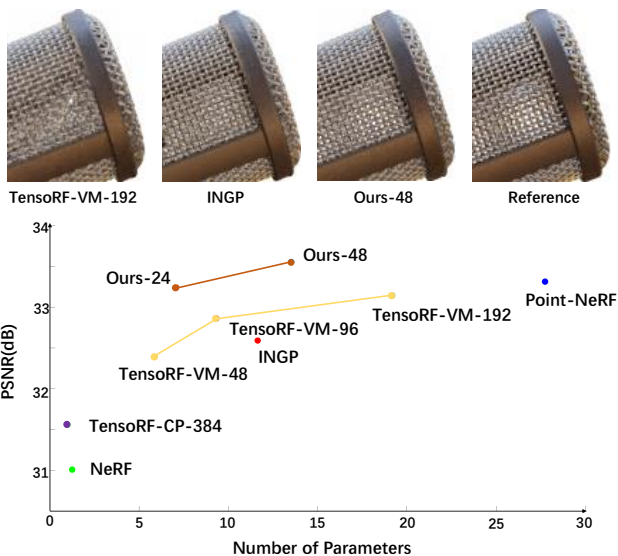 TensoRF-VM-192
INGP
Ours-48
Reference
34
Ours-48
Ours-24
Point-NeRF
33
TensoRF-VM-192
TensoRF-VM-96
INGP
TensoRF-VM-48
PSNR(dB)
32
TensoRF-CP-384
NeRF
31
0
5
10
15
20
25
30
Number of Parameters